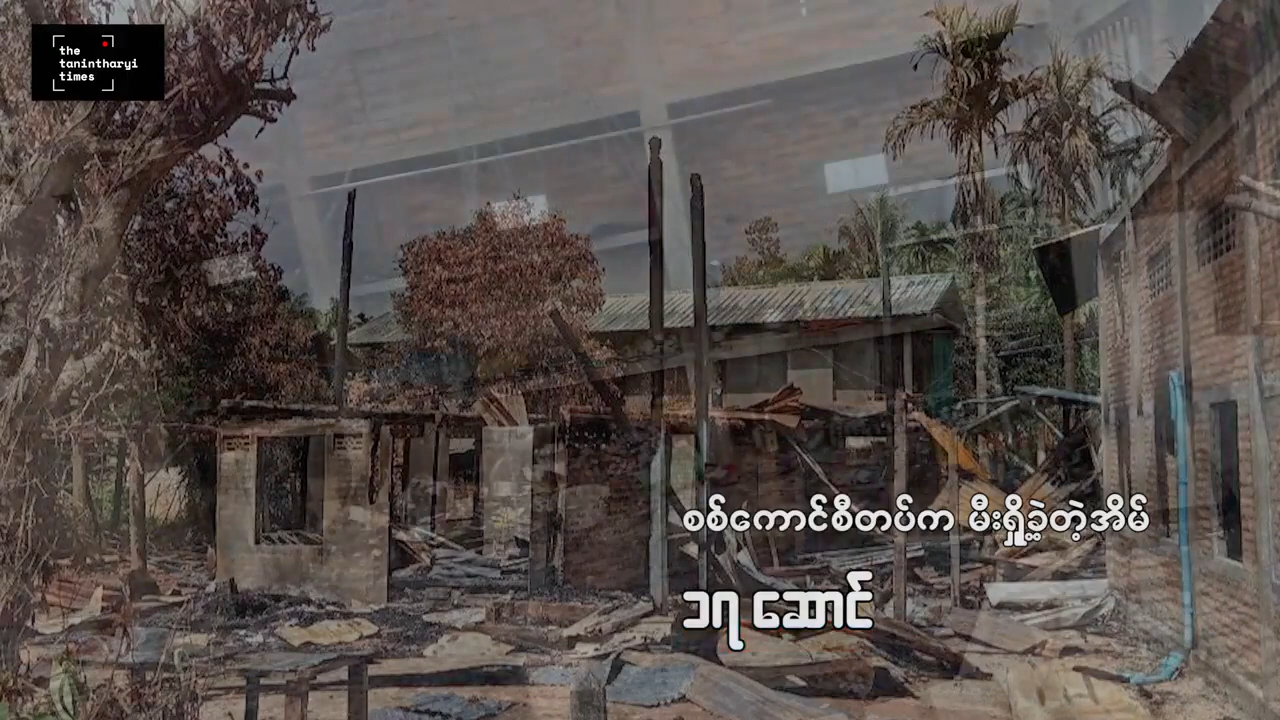 the
tanintharyi
times
စစ်ကောင်စီတပ်က မီးရှို့ခဲ့တဲ့အိမ်
၁၇ ဆောင်